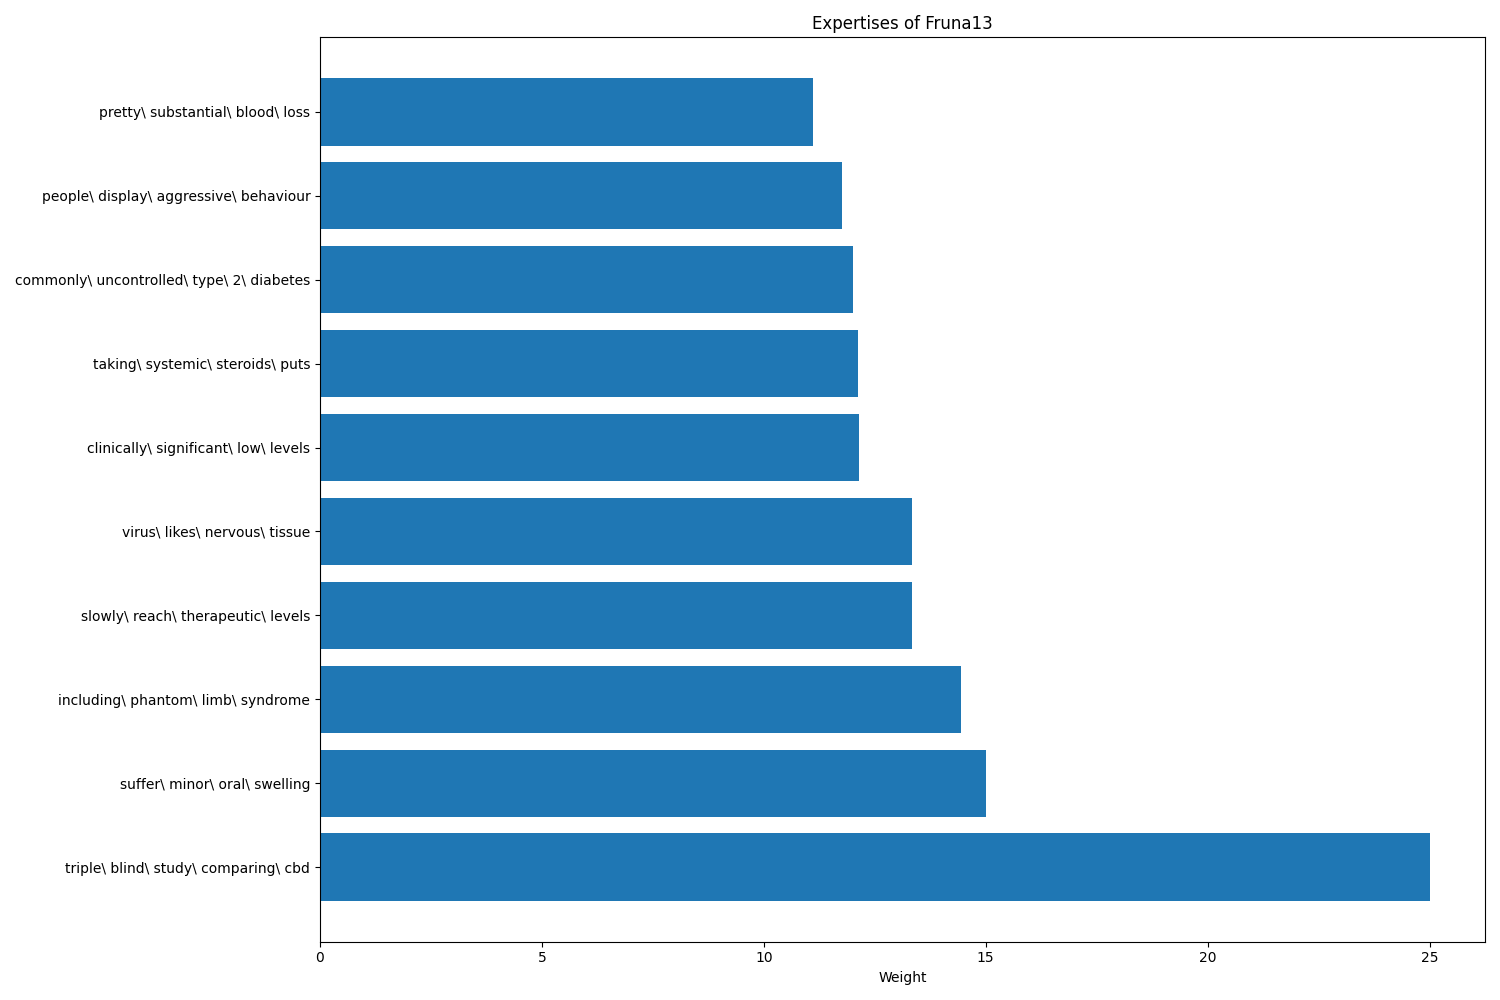 Expertises of Fruna13
pretty\ substantial\ blood\ loss
people\ display\ aggressive\ behaviour
commonly\ uncontrolled\ type\ 2\ diabetes
taking\ systemic\ steroids\ puts
clinically\ significant\ low\ levels
virus\ likes\ nervous\ tissue
slowly\ reach\ therapeutic\ levels
including\ phantom\ limb\ syndrome
suffer\ minor\ oral\ swelling
triple\ blind\ study\ comparing\ cbd
0 5 10 15 20 25
Weight